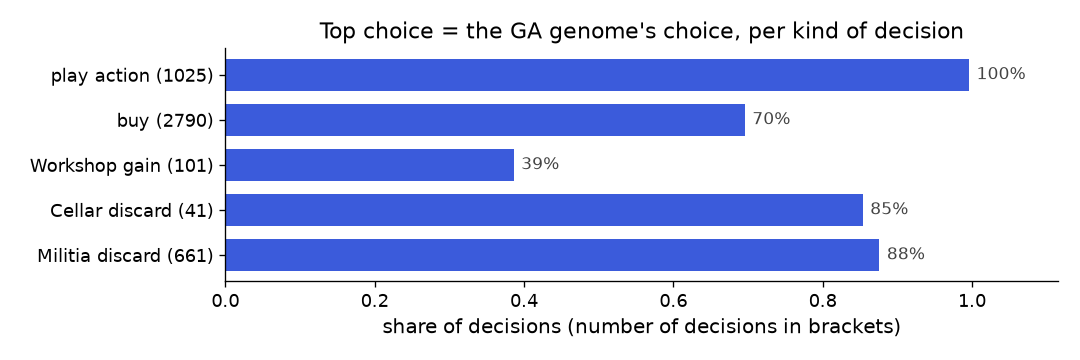 Top choice = the GA genome's choice, per kind of decision
play action (1025)
100%
buy (2790)
70%
Workshop gain (101)
39%
Cellar discard (41)
85%
Militia discard (661)
88%
0.0 0.2 0.4 0.6 0.8 1.0
share of decisions (number of decisions in brackets)